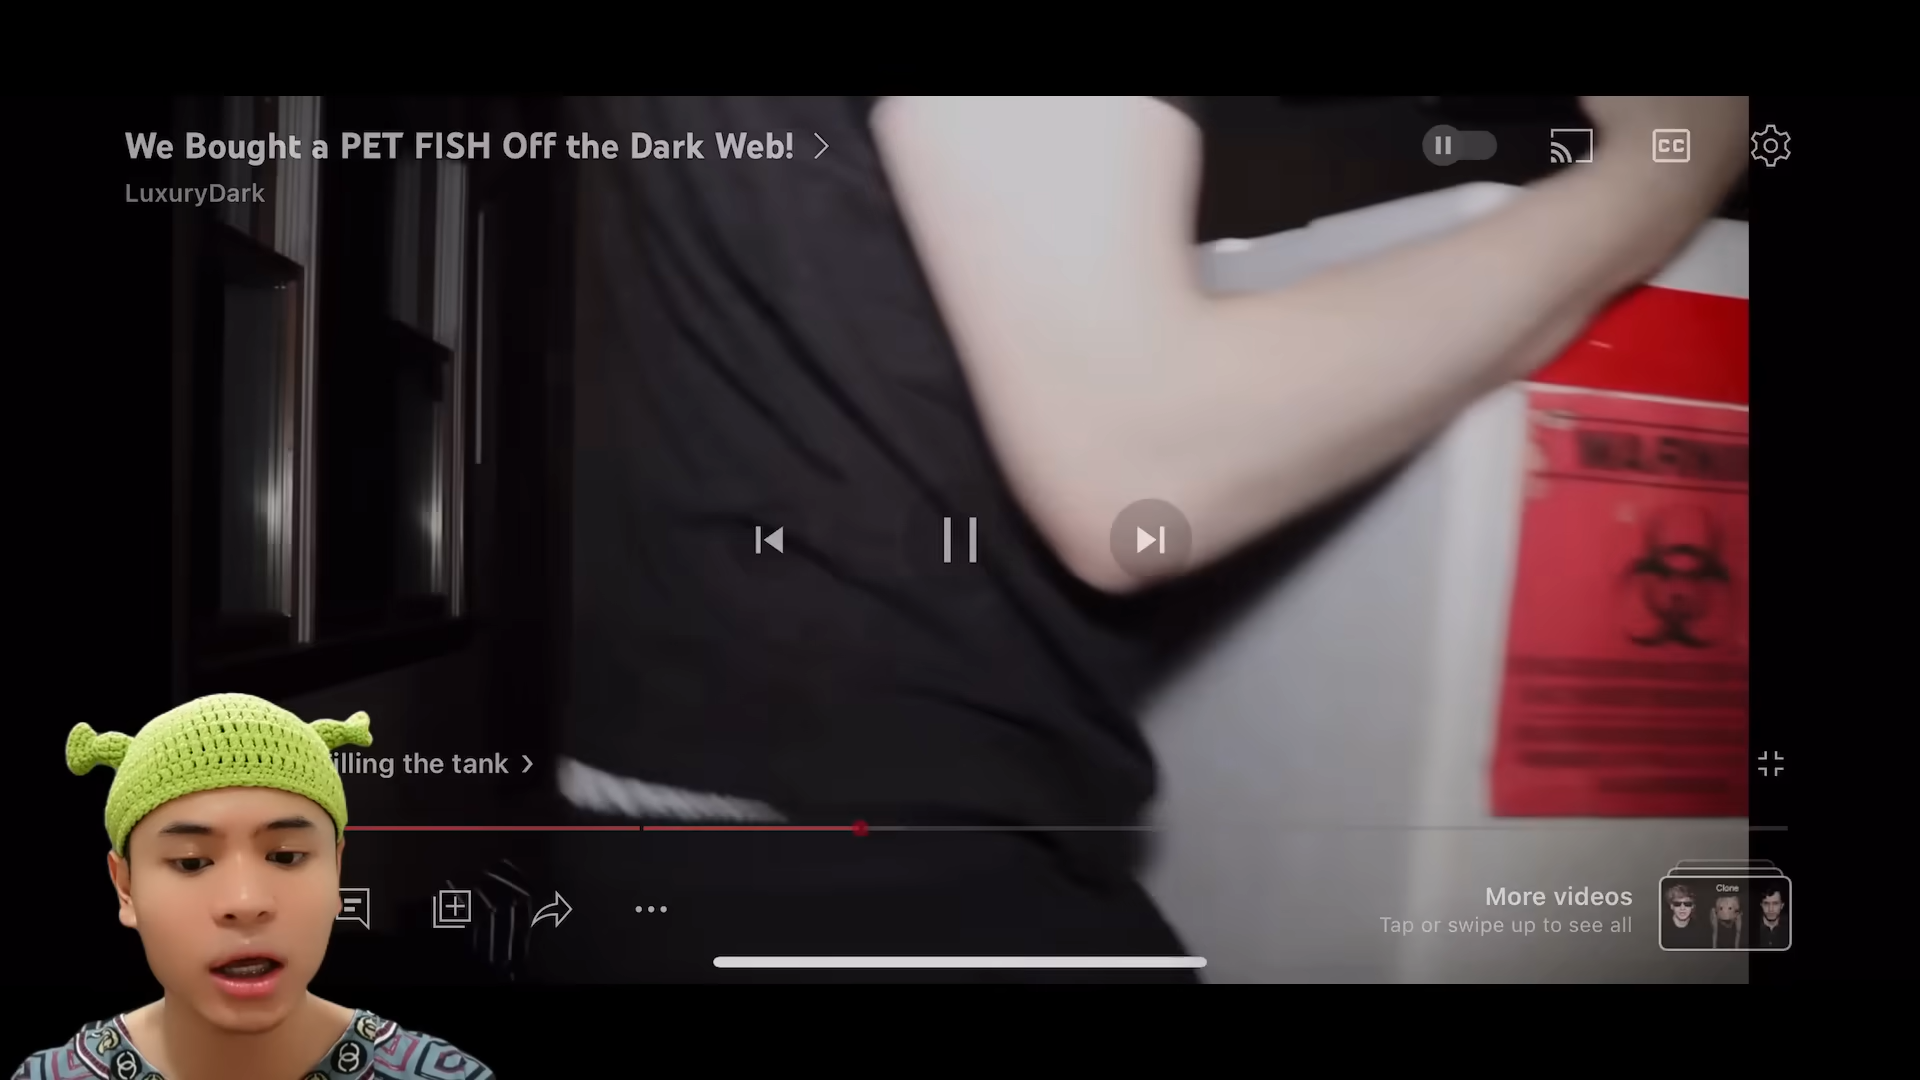 We Bought a PET FISH Off the Dark Web!
LuxuryDark
CC
illing the tank
More videos
Tap or swipe up to see all
Clone